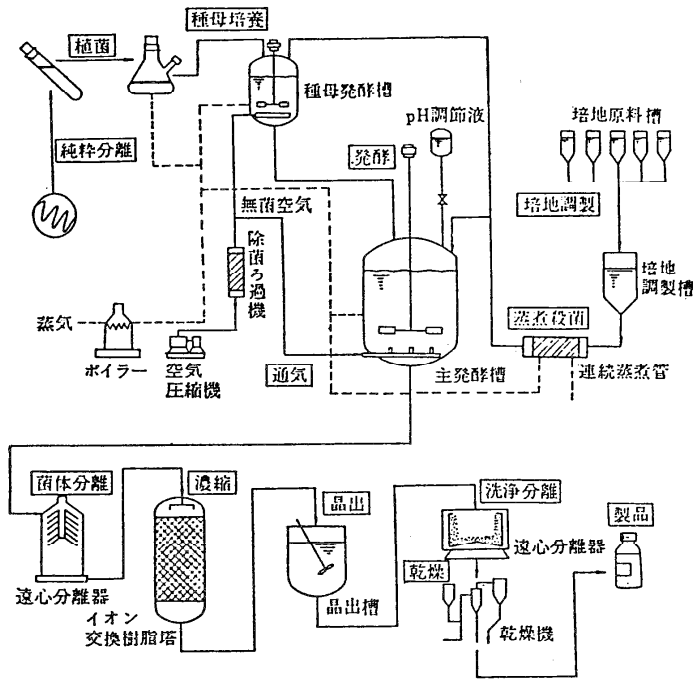 種母培養
植菌
種母発酵槽
純粋分離
pH調節液
発酵
培地原料槽
無菌空気
培地調製
除菌ろ過機
培地
調製槽
蒸気
蒸煮殺菌
ボイラー
空気
圧縮機
通気
主発酵槽
連続蒸煮管
菌体分離
濃縮
晶出
洗浄分離
製品
遠心分離器
乾燥
遠心分離器
イオン
交換樹脂塔
晶出槽
乾燥機